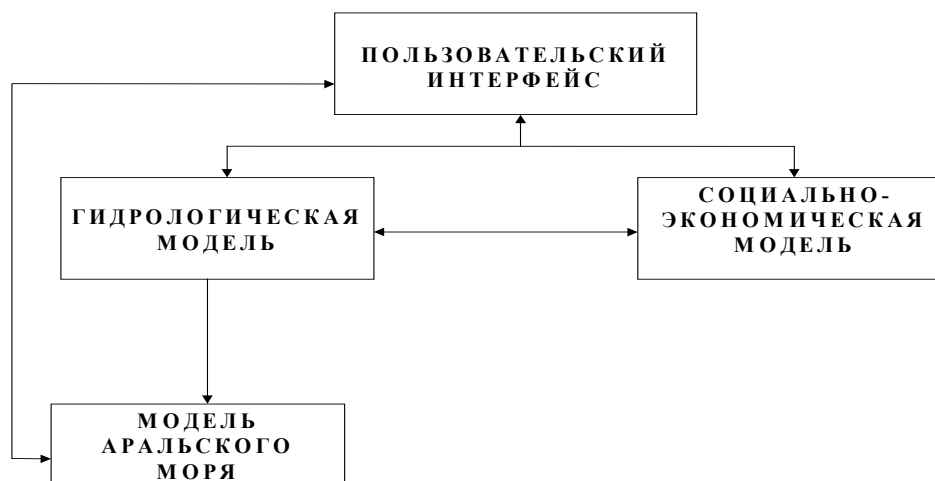 ПОЛЬЗОВАТЕЛЬСКИЙ
ИНТЕРФЕЙС
ГИДРОЛОГИЧЕСКАЯ
МОДЕЛЬ
СОЦИАЛЬНО-
ЭКОНОМИЧЕСКАЯ
МОДЕЛЬ
МОДЕЛЬ
АРАЛЬСКОГО
МОРЯ